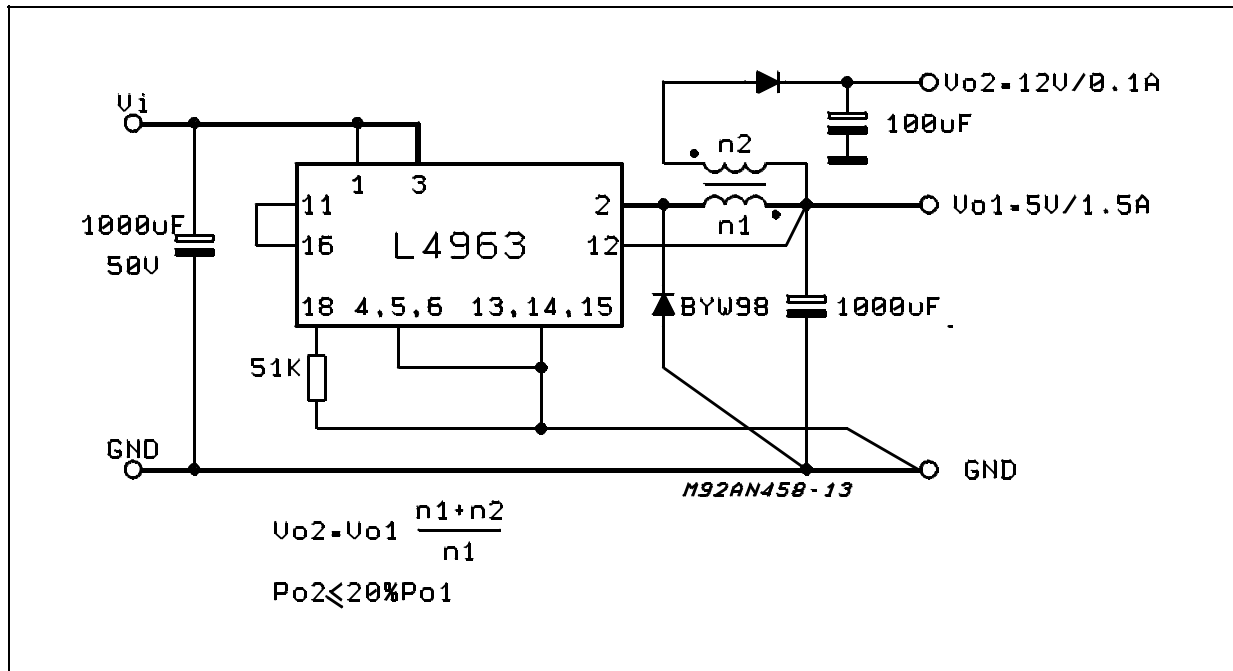 Vi
Vo2=12V/0.1A
100uF
n2
1 3
11
2
Vo1=5V/1.5A
n1
1000uF
50V
16
L4963
12
18 4,5,6 13,14,15
BYW98
1000uF
51K
GND
GND
M92AN458-13
Vo2=Vo1 n1+n2
n1
Po2≤20%Po1